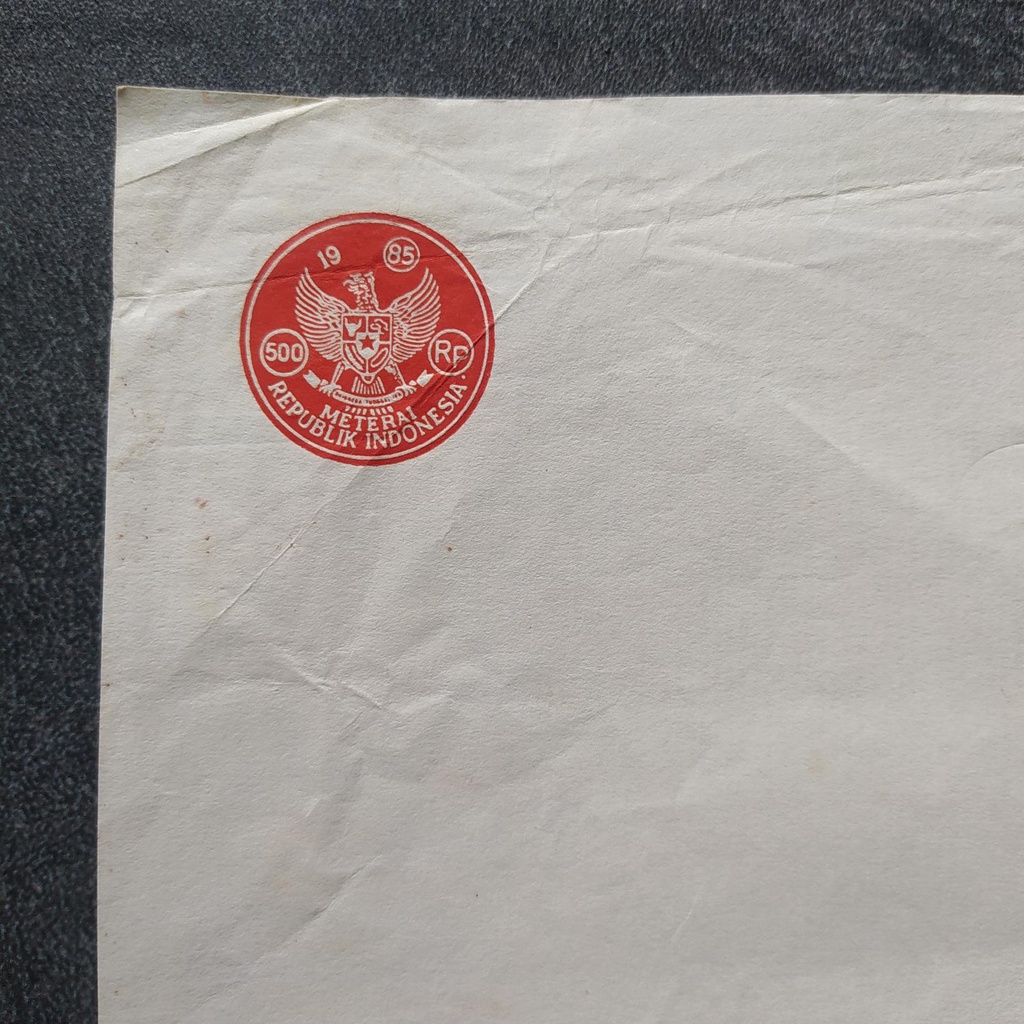 19 85
500 RP
METERAI
REPUBLIK INDONESIA